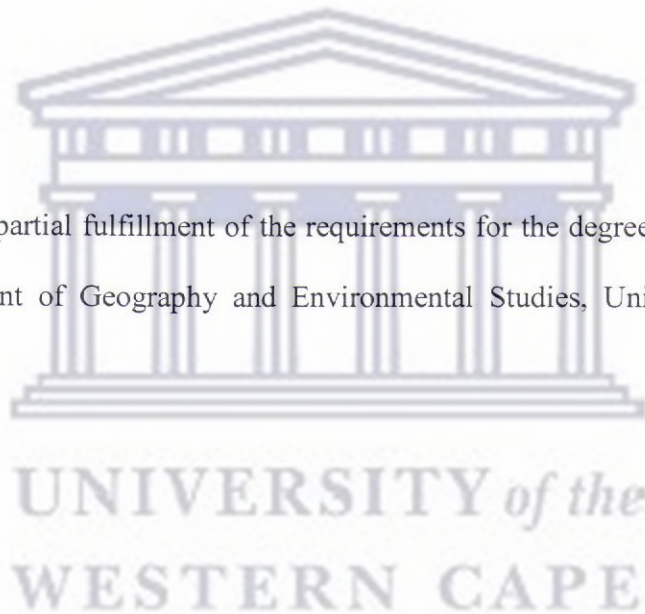 partial fulfillment of the requirements for the degree
nt of Geography and Environmental Studies, Uni
UNIVERSITY of the
WESTERN CAPE